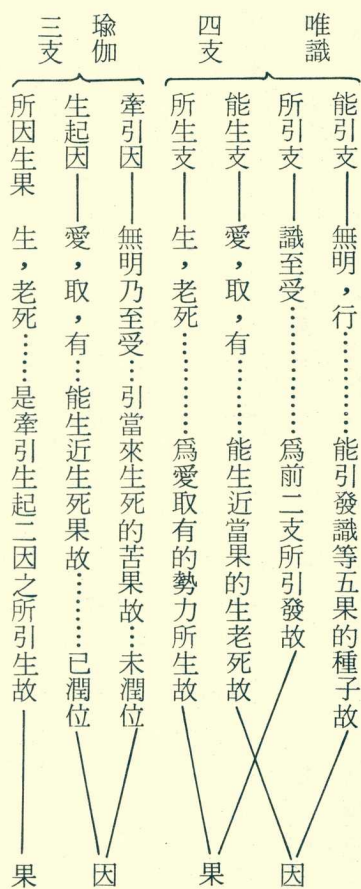 唯識四支
能引支——無明，行…………能引發識等五果的種子故
所引支——識至受……………為前二支所引發故
因
能生支——愛，取，有…………能生近當果的生老死故
所生支——生，老死……………為愛取有的勢力所生故
果
瑜伽三支
牽引因——無明乃至受…引當來生死的苦果故…未潤位
生起因——愛，取，有…能生近生死果故………已潤位
因
所因生果　生，老死……是牽引生起二因之所引生故——果